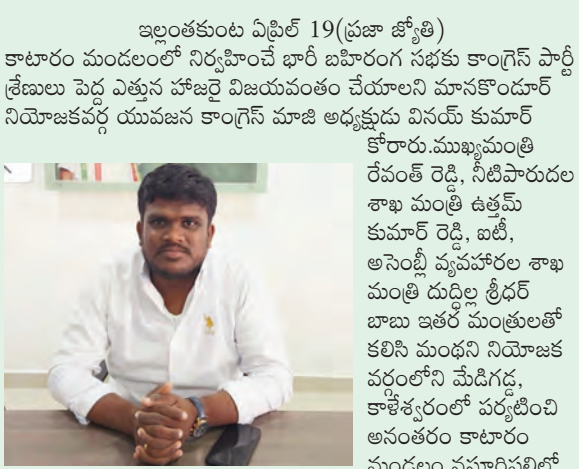 ఇల్లంతకుంట ఏప్రిల్ 19(ప్రజా జ్యోతి)
కాటారం మండలంలో నిర్వహించే భారీ బహిరంగ సభకు కాంగ్రెస్ పార్టీ
శ్రేణులు పెద్ద ఎత్తున హాజరై విజయవంతం చేయాలని మానకొండూర్
నియోజకవర్గ యువజన కాంగ్రెస్ మాజీ అధ్యక్షుడు వినయ్ కుమార్
కోరారు.ముఖ్యమంత్రి
రేవంత్ రెడ్డి, నీటిపారుదల
శాఖ మంత్రి ఉత్తమ్
కుమార్ రెడ్డి, ఐటీ,
అసెంబ్లీ వ్యవహారల శాఖ
మంత్రి దుద్దిల్ల శ్రీధర్
బాబు ఇతర మంత్రులతో
కలిసి మంథని నియోజక
వర్గంలోని మేడిగడ్డ,
కాళేశ్వరంలో పర్యటించి
అనంతరం కాటారం
మండలం